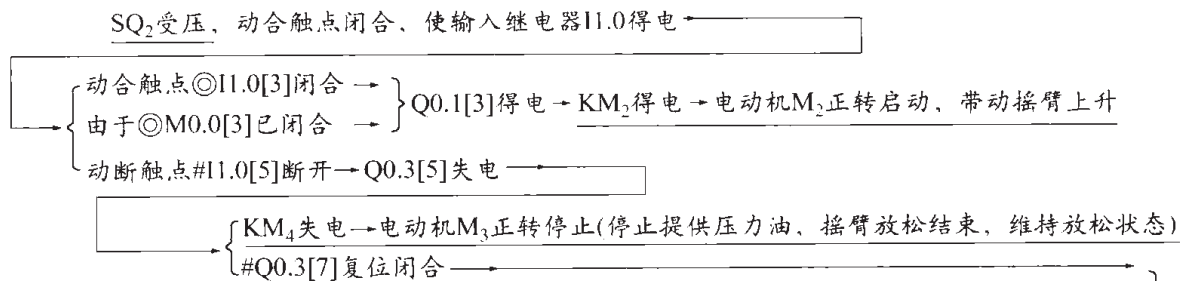 SQ₂受压，动合触点闭合，使输入继电器I1.0得电
动合触点◎I1.0[3]闭合→
由于◎M0.0[3]已闭合→
Q0.1[3]得电→KM₂得电→电动机M₂正转启动，带动摇臂上升
动断触点#I1.0[5]断开→Q0.3[5]失电
KM₄失电→电动机M₃正转停止(停止提供压力油，摇臂放松结束，维持放松状态)
#Q0.3[7]复位闭合